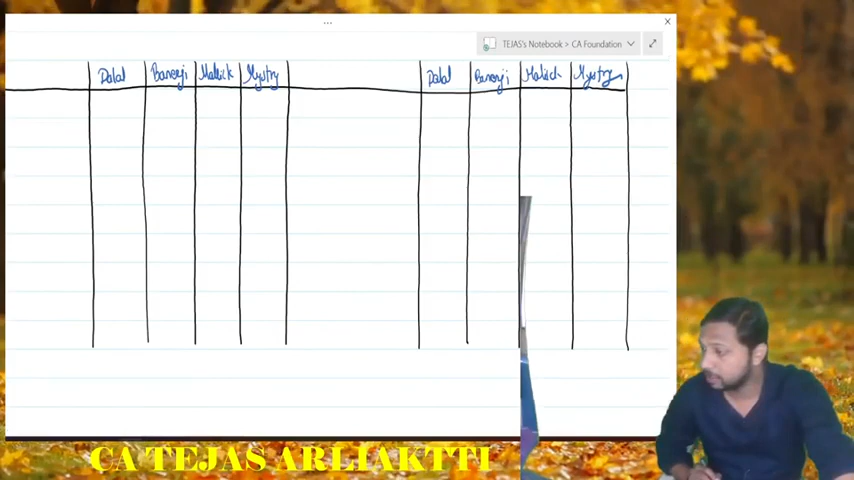 ...
TEJAS's Notebook > CA Foundation
Dalal Banerji Mallick Mystry Dalal Banerji Mallick Mystry
CA TEJAS ARLIAKTTI